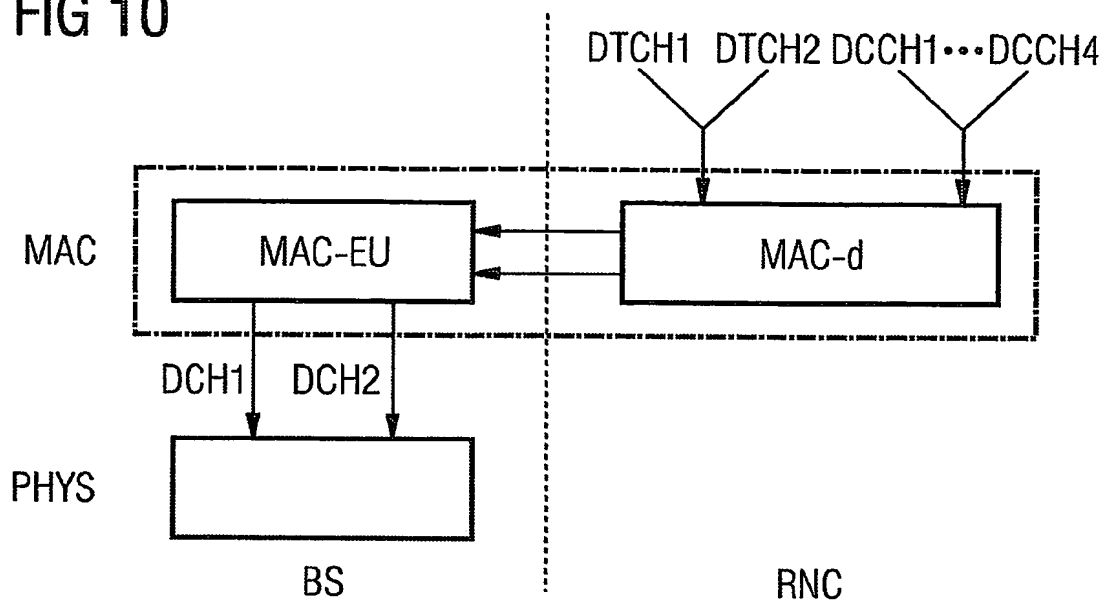 FIG 10
DTCH1 DTCH2 DCCH1•••DCCH4
MAC
MAC-EU
MAC-d
DCH1
DCH2
PHYS
BS
RNC